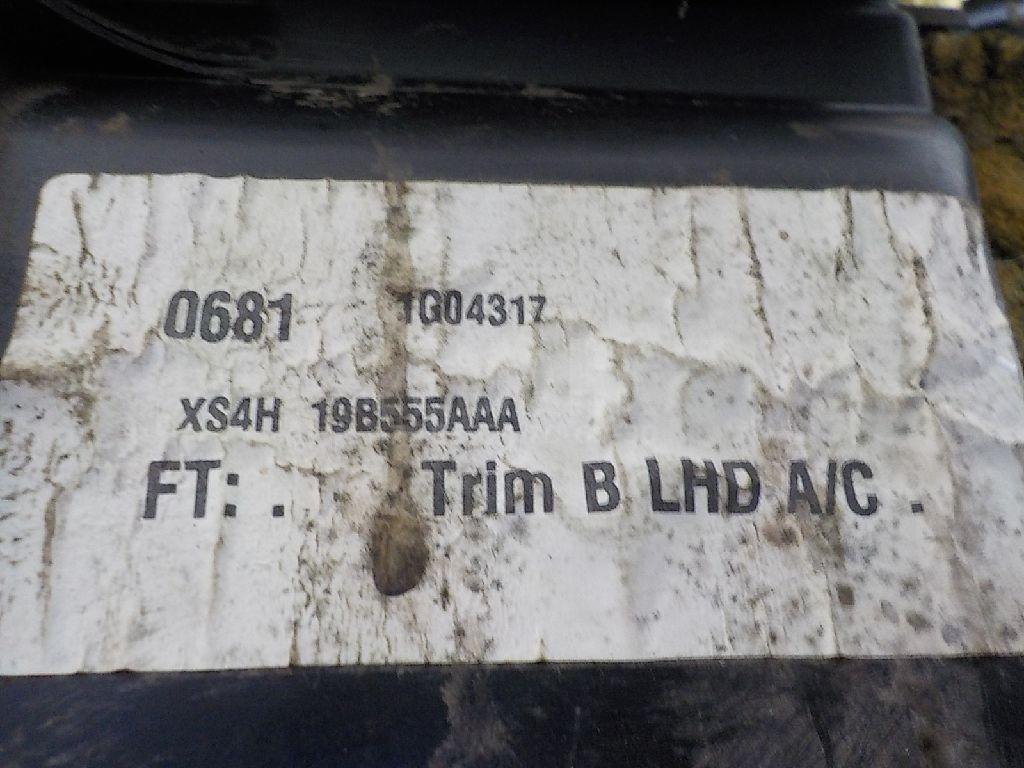 0681 1G04317
XS4H 19B555AAA
FT: . . Trim B LHD A/C .